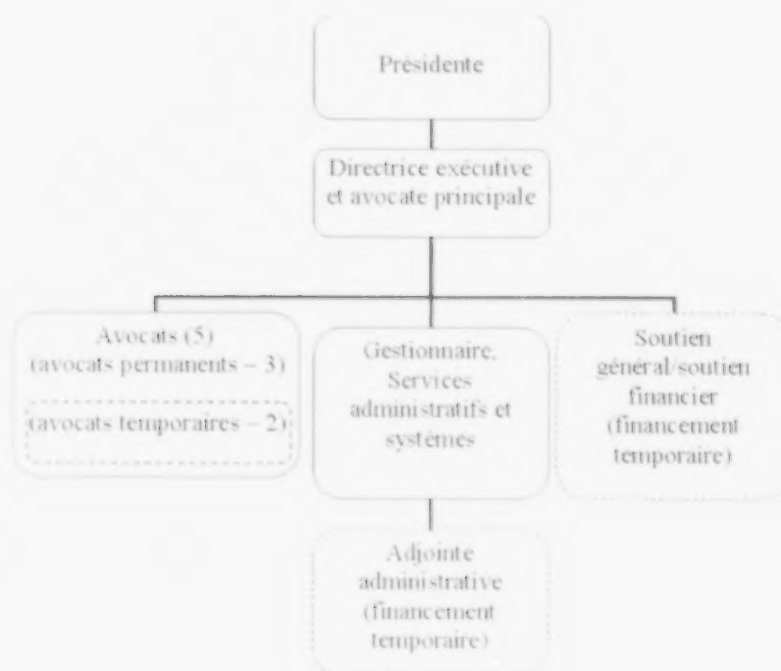 Présidente
Directrice exécutive
et avocate principale
Avocats (5)
(avocats permanents – 3)
(avocats temporaires – 2)
Gestionnaire,
Services
administratifs et
systèmes
Soutien
général/soutien
financier
(financement
temporaire)
Adjointe
administrative
(financement
temporaire)